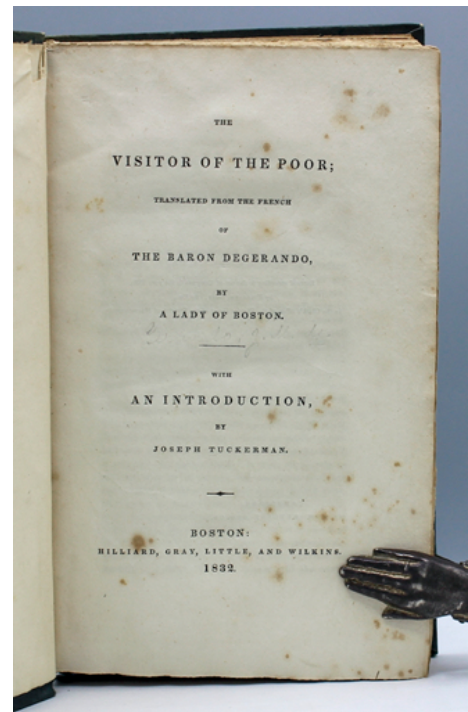 THE
VISITOR OF THE POOR;
TRANSLATED FROM THE FRENCH
OF
THE BARON DEGERANDO,
BY
A LADY OF BOSTON.
WITH
AN INTRODUCTION,
BY
JOSEPH TUCKERMAN.
BOSTON:
HILLIARD, GRAY, LITTLE, AND WILKINS.
1832.